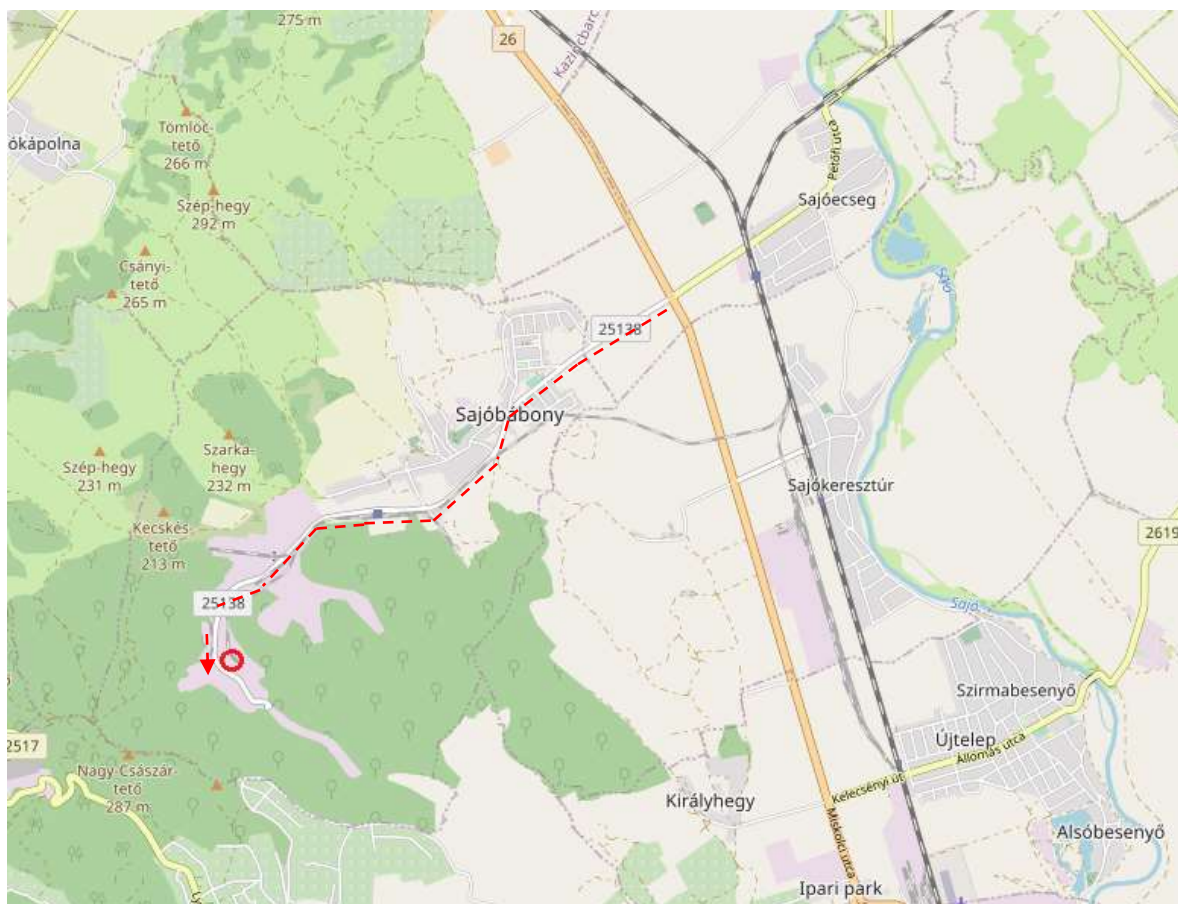 275 m
26
Kazincbarc
Tömlöc-
tető
266 m
ókápolna
Petőfi utca
Szép-hegy
292 m
Sajóecseg
Csányi-
tető
265 m
Sajó
25138
Sajóbábony
Szarka-
hegy
232 m
Szép-hegy
231 m
Sajókeresztúr
Kecskés-
tető
213 m
2619
25138
Sajó
Szirmabesenyő
2517
Újtelep
Állomás utca
Nagy-Császár-
tető
287 m
Kelecsényi út
Királyhegy
Miskolci utca
Alsóbesenyő
Ipari park